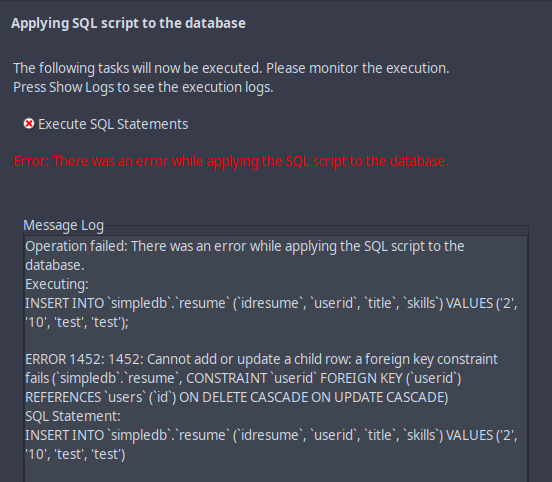 Applying SQL script to the database
The following tasks will now be executed. Please monitor the execution.
Press Show Logs to see the execution logs.
Execute SQL Statements
Error: There was an error while applying the SQL script to the database.
Message Log
Operation failed: There was an error while applying the SQL script to the
database.
Executing:
INSERT INTO `simpledb`.`resume` (`idresume`, `userid`, `title`, `skills`) VALUES ('2',
'10', 'test', 'test');
ERROR 1452: 1452: Cannot add or update a child row: a foreign key constraint
fails (`simpledb`.`resume`, CONSTRAINT `userid` FOREIGN KEY (`userid`)
REFERENCES `users` (`id`) ON DELETE CASCADE ON UPDATE CASCADE)
SQL Statement:
INSERT INTO `simpledb`.`resume` (`idresume`, `userid`, `title`, `skills`) VALUES ('2',
'10', 'test', 'test')